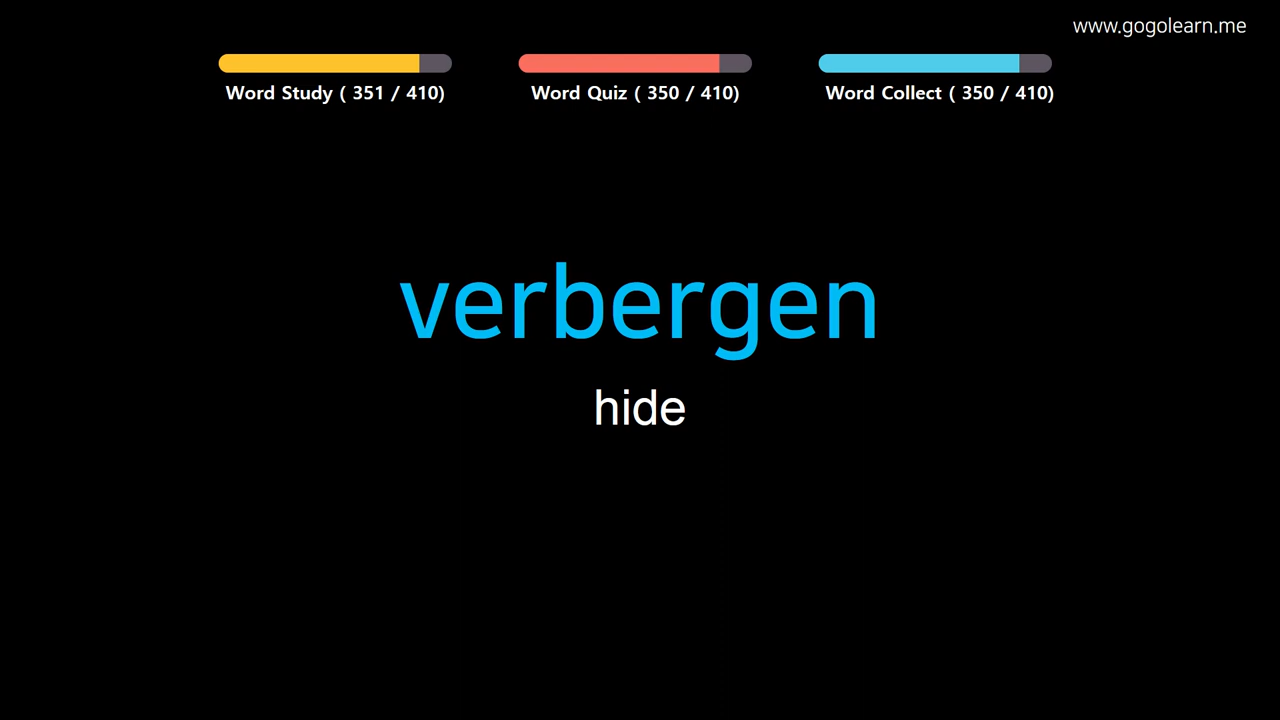 www.gogolearn.me
Word Study ( 351 / 410)
Word Quiz ( 350 / 410)
Word Collect ( 350 / 410)
verbergen
hide